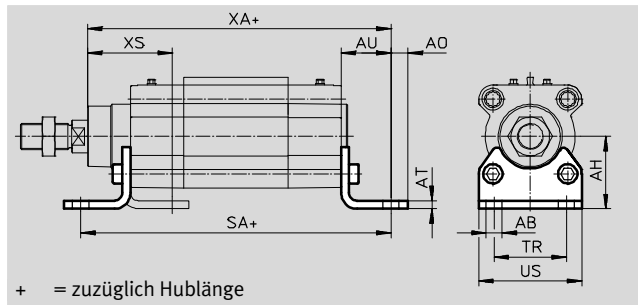 XA+
XS
AU
AO
SA+
AT
AH
AB
TR
US
+ = zuzüglich Hublänge